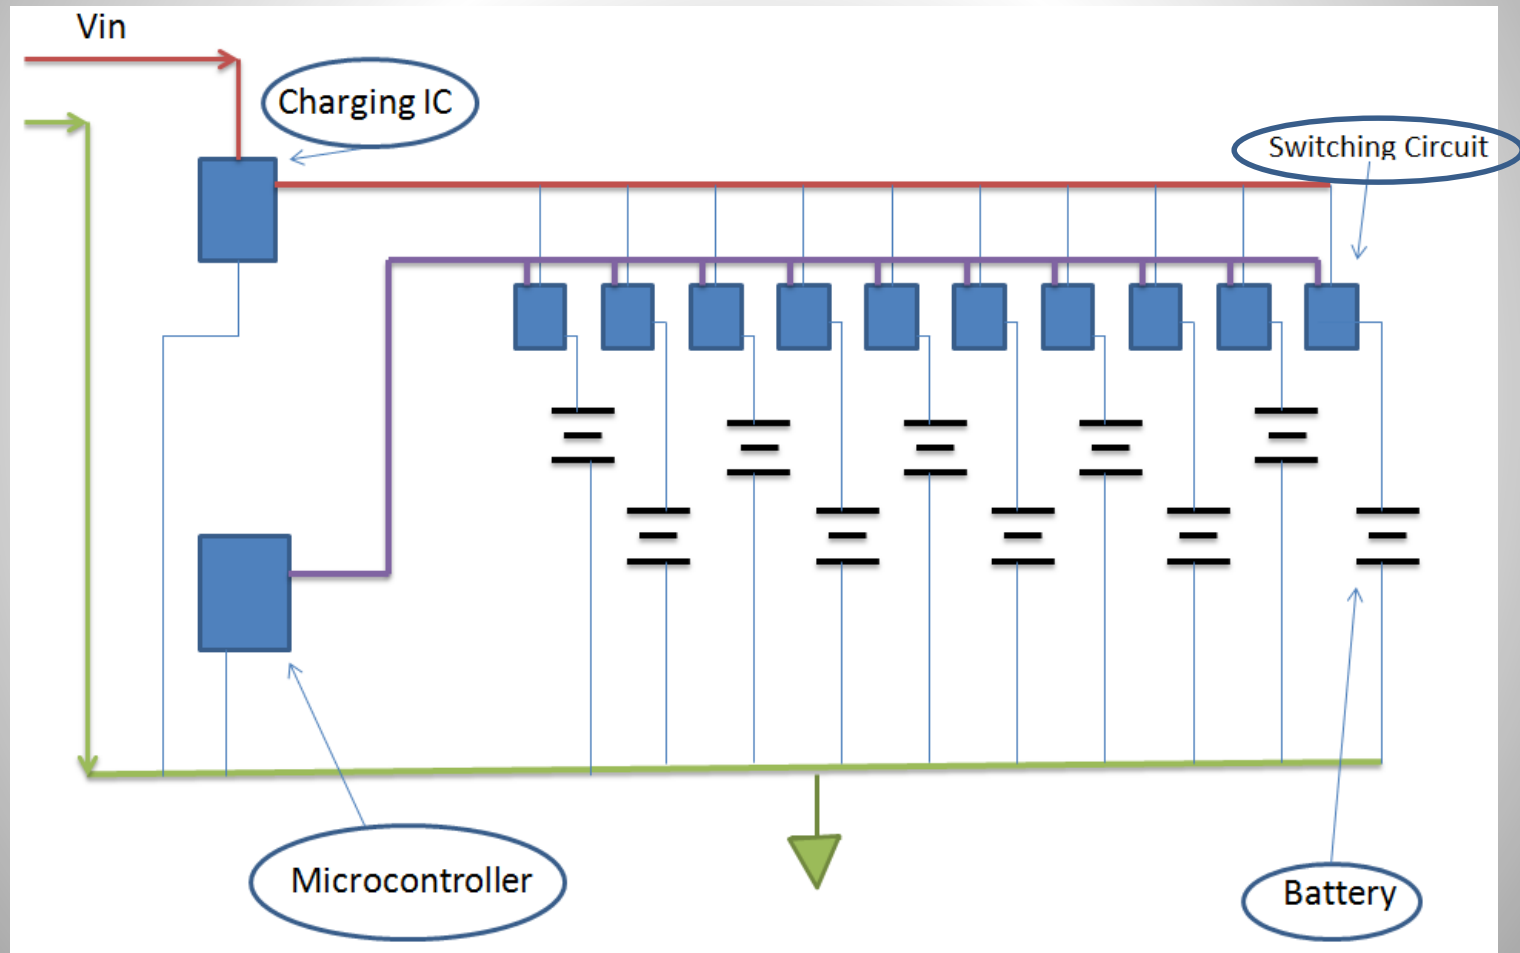 Vin
Charging IC
Switching Circuit
Microcontroller
Battery